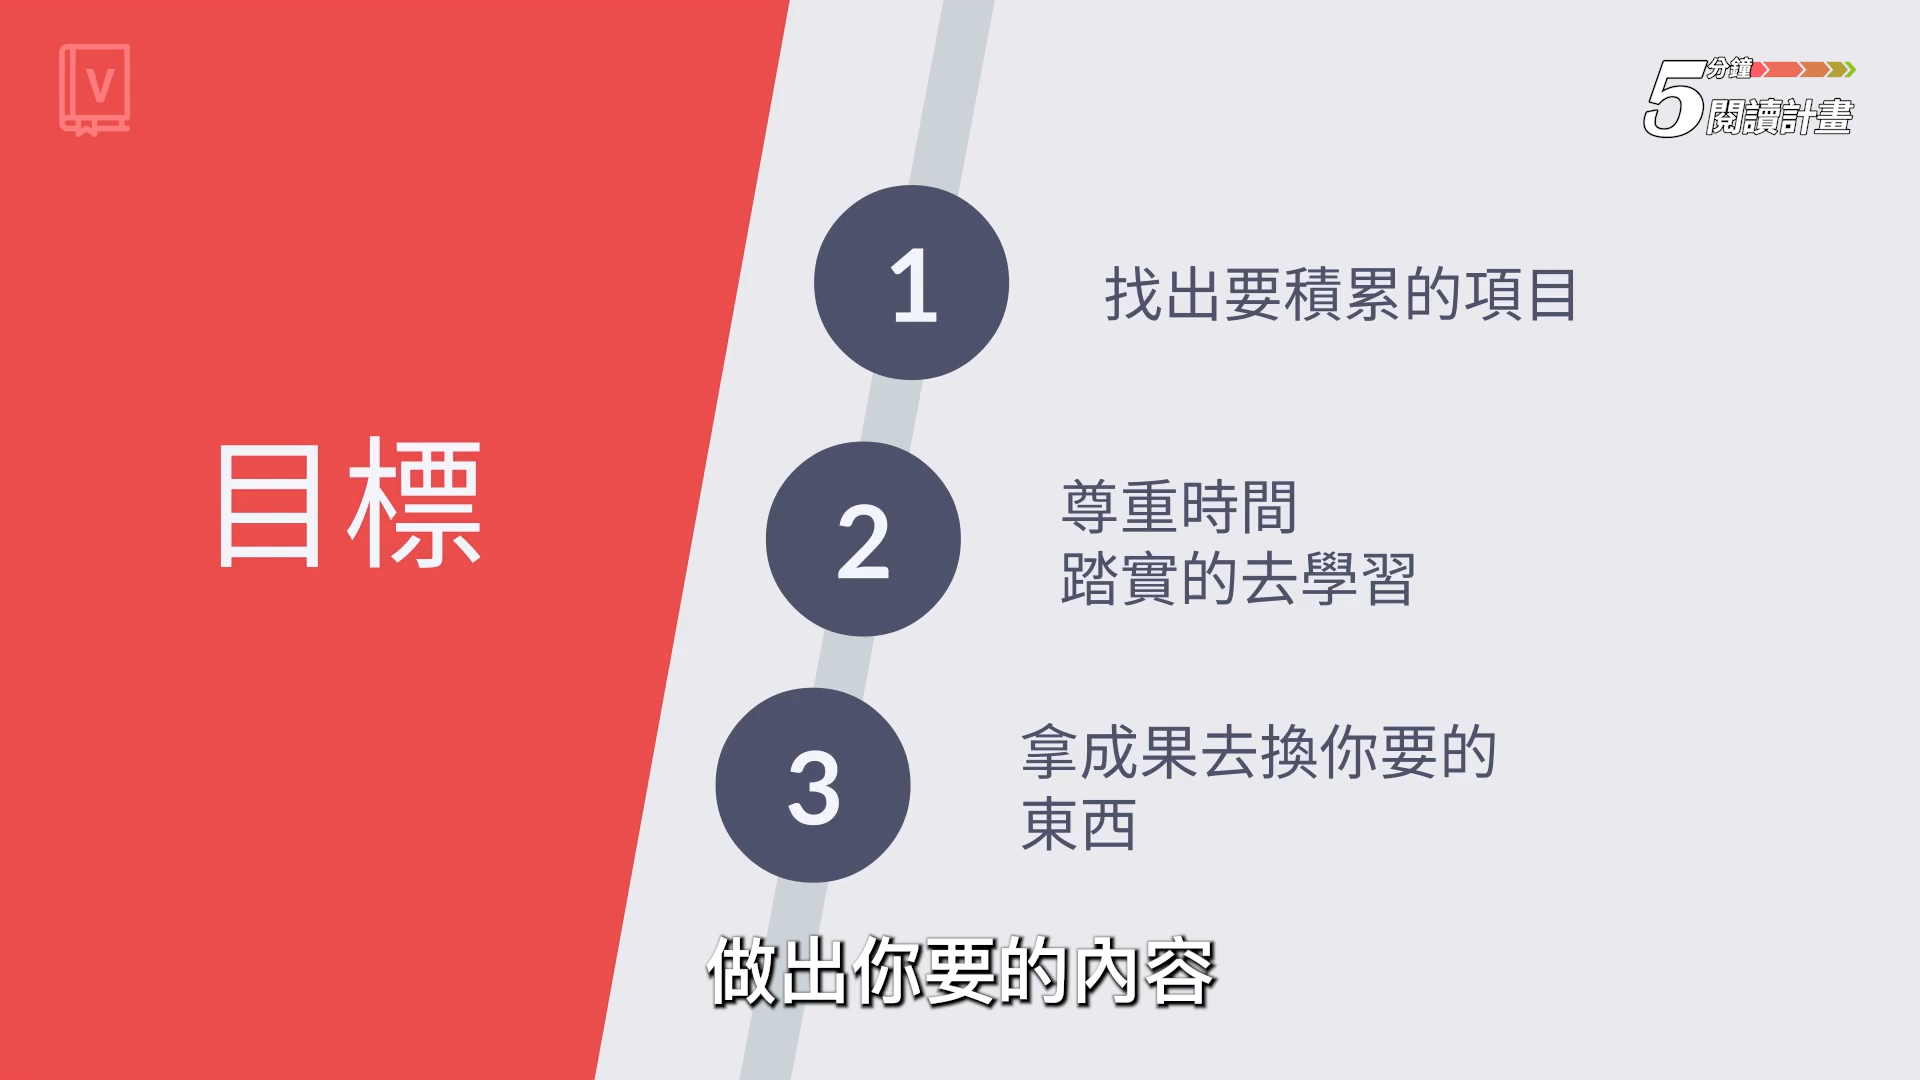 V
5分鐘
閱讀計畫
目標
1
找出要積累的項目
2
尊重時間
踏實的去學習
3
拿成果去換你要的
東西
做出你要的內容